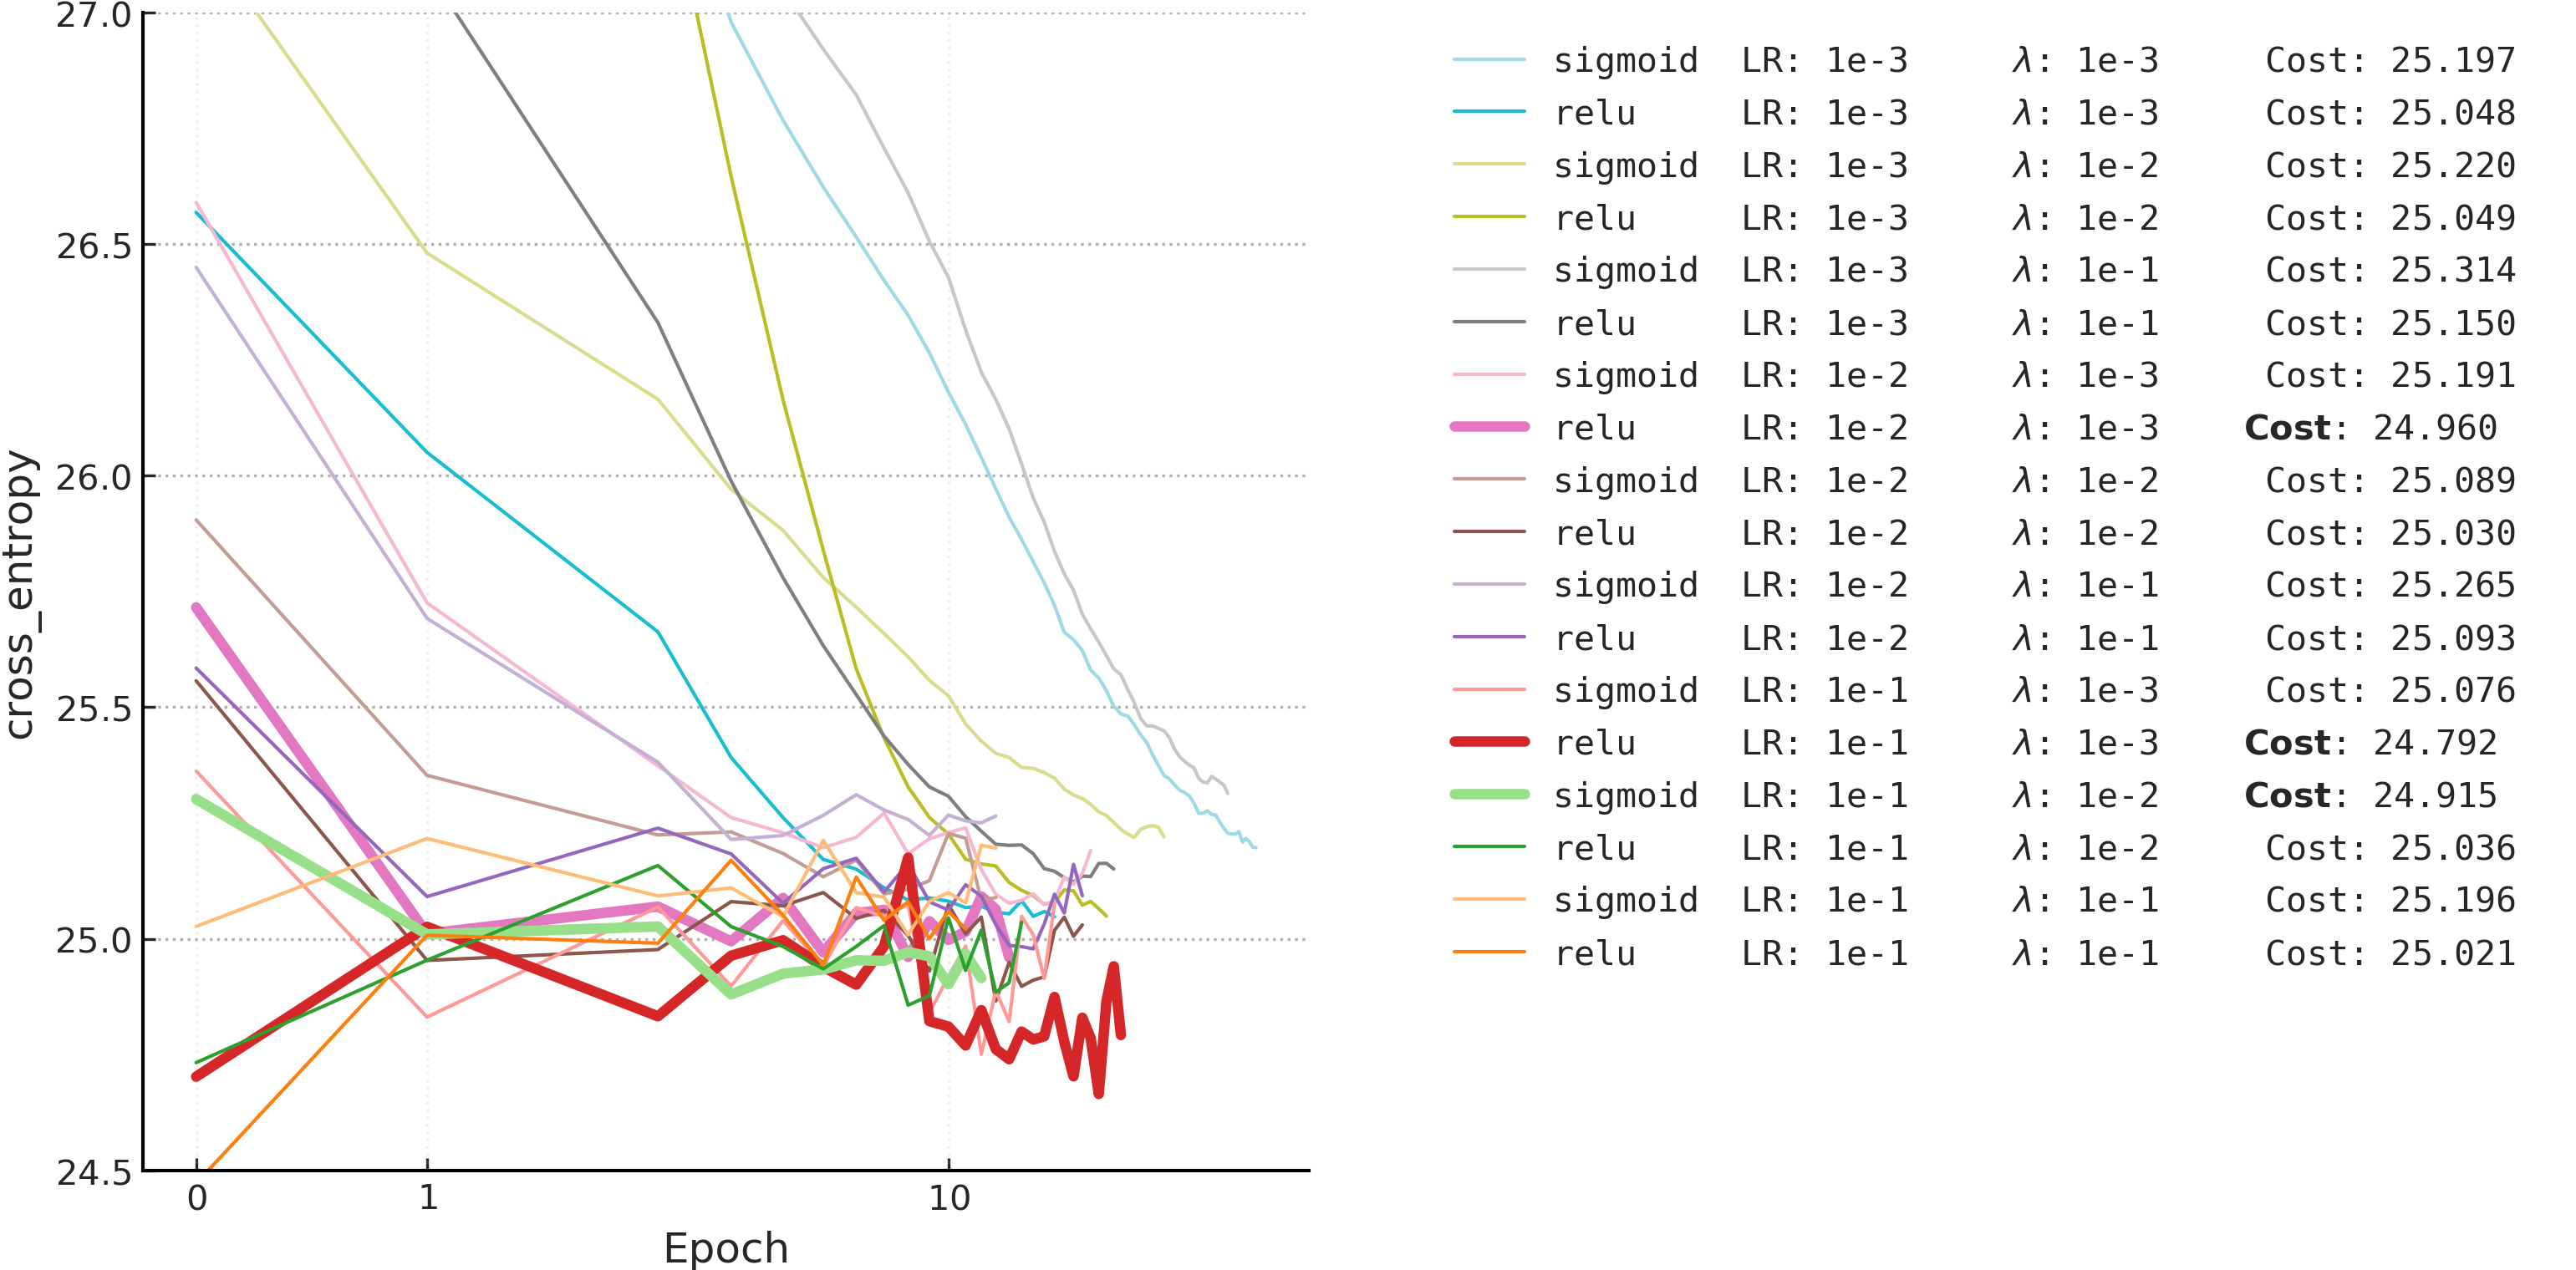 27.0
26.5
26.0
25.5
25.0
24.5
cross_entropy
0 1 10
Epoch
sigmoid LR: 1e-3 λ: 1e-3 Cost: 25.197
relu LR: 1e-3 λ: 1e-3 Cost: 25.048
sigmoid LR: 1e-3 λ: 1e-2 Cost: 25.220
relu LR: 1e-3 λ: 1e-2 Cost: 25.049
sigmoid LR: 1e-3 λ: 1e-1 Cost: 25.314
relu LR: 1e-3 λ: 1e-1 Cost: 25.150
sigmoid LR: 1e-2 λ: 1e-3 Cost: 25.191
relu LR: 1e-2 λ: 1e-3 Cost: 24.960
sigmoid LR: 1e-2 λ: 1e-2 Cost: 25.089
relu LR: 1e-2 λ: 1e-2 Cost: 25.030
sigmoid LR: 1e-2 λ: 1e-1 Cost: 25.265
relu LR: 1e-2 λ: 1e-1 Cost: 25.093
sigmoid LR: 1e-1 λ: 1e-3 Cost: 25.076
relu LR: 1e-1 λ: 1e-3 Cost: 24.792
sigmoid LR: 1e-1 λ: 1e-2 Cost: 24.915
relu LR: 1e-1 λ: 1e-2 Cost: 25.036
sigmoid LR: 1e-1 λ: 1e-1 Cost: 25.196
relu LR: 1e-1 λ: 1e-1 Cost: 25.021